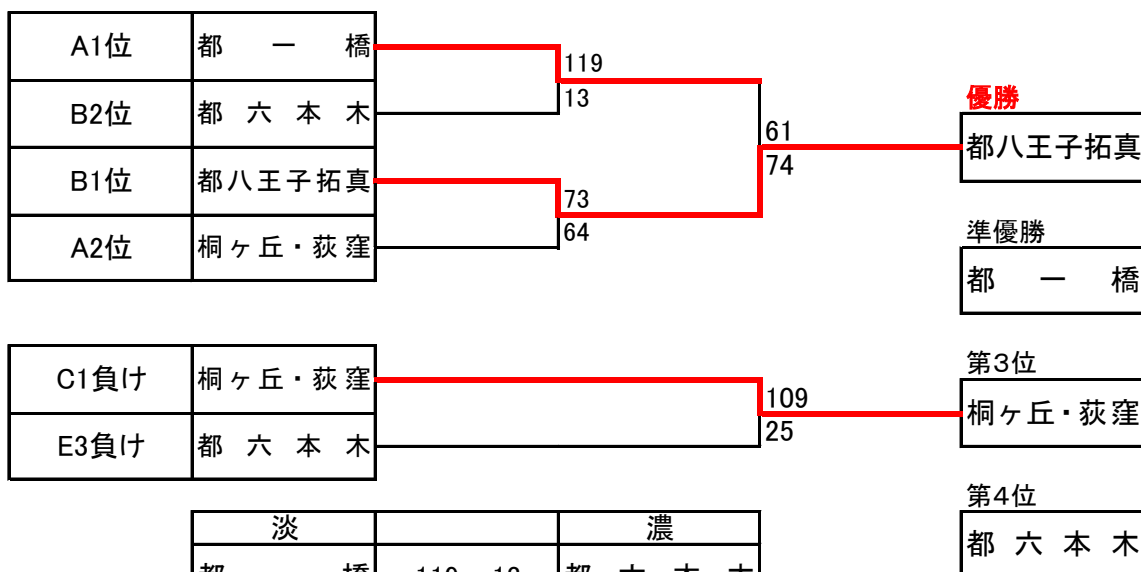 A1位 都 一 橋
119
13
B2位 都 六 本 木
優勝
61
74
都八王子拓真
B1位 都八王子拓真
73
64
A2位 桐ヶ丘・荻窪
準優勝
都 一 橋
C1負け 桐ヶ丘・荻窪
第3位
109
25
桐ヶ丘・荻窪
E3負け 都 六 本 木
第4位
都 六 本 木
淡 濃